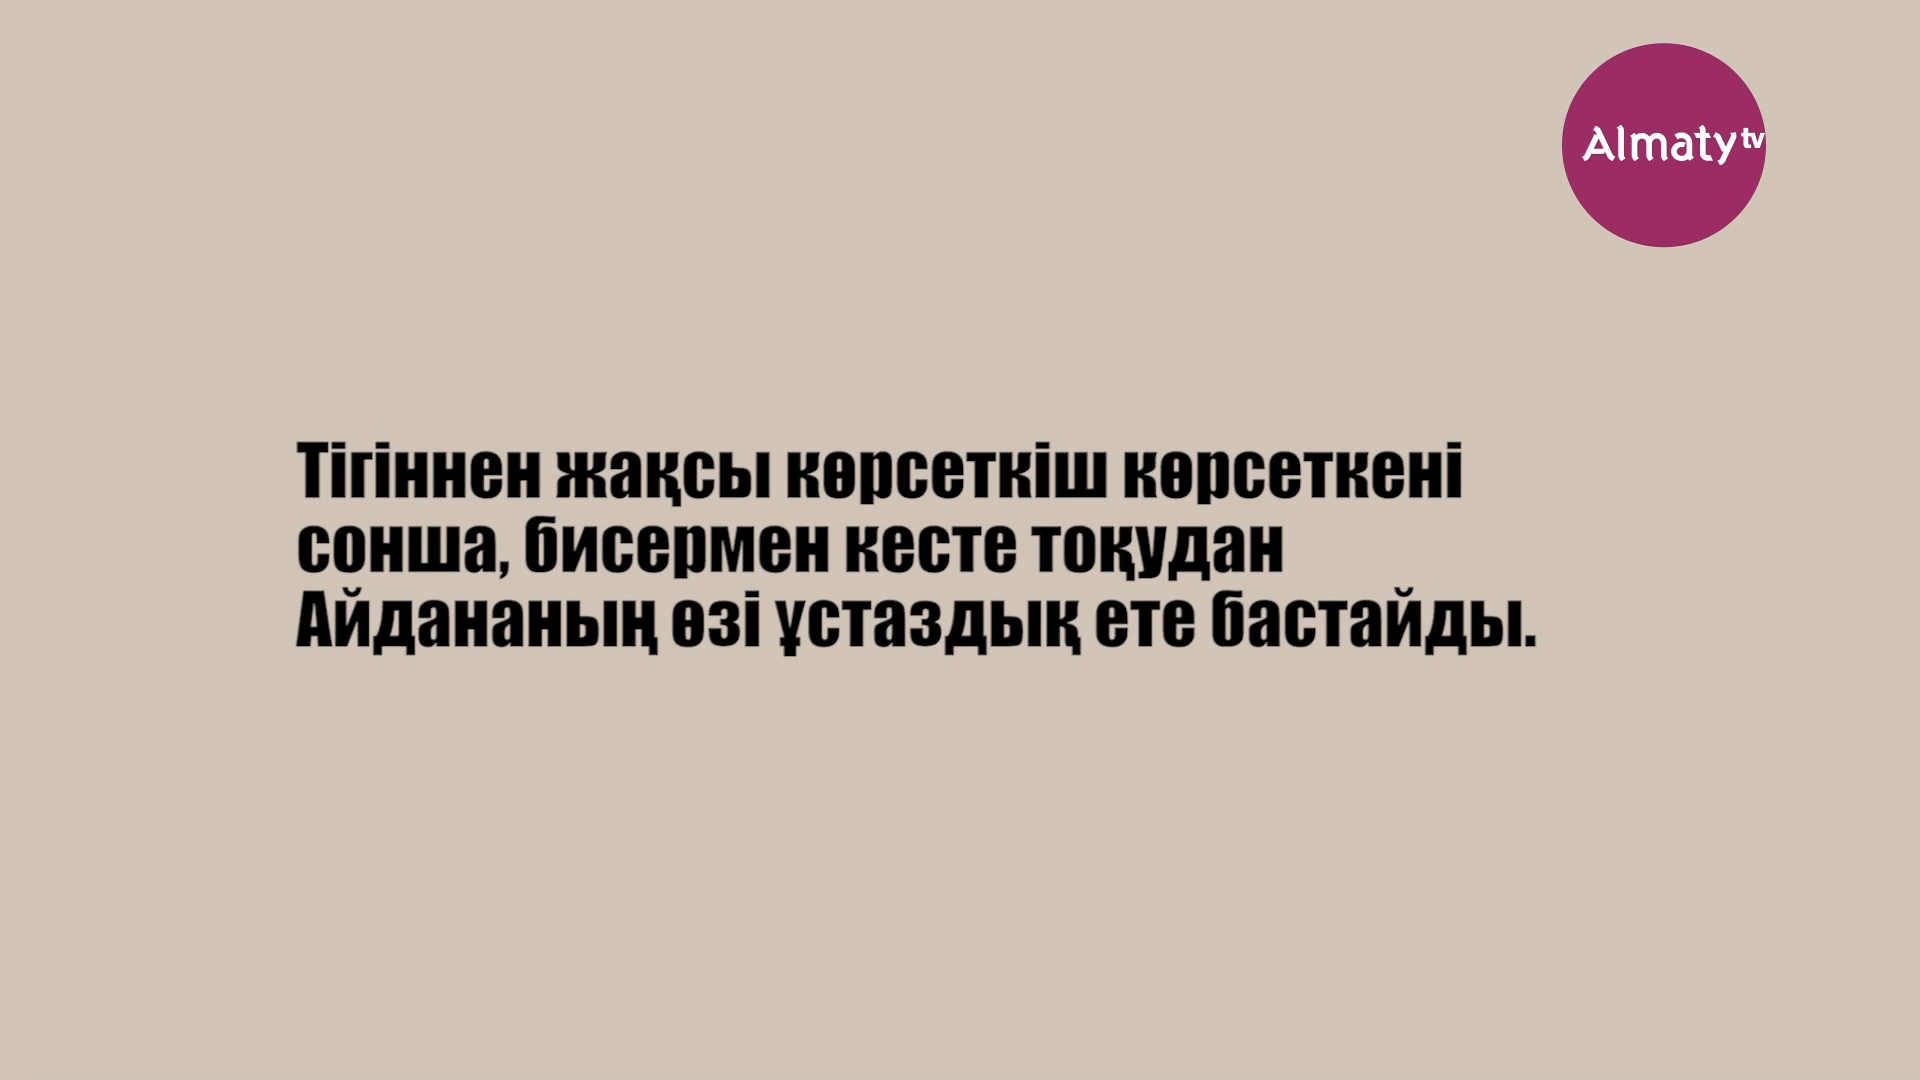 Almaty tv
Тігіннен жақсы көрсеткіш көрсеткені
сонша, бисермен кесте тоқудан
Айдананың өзі ұстаздық ете бастайды.